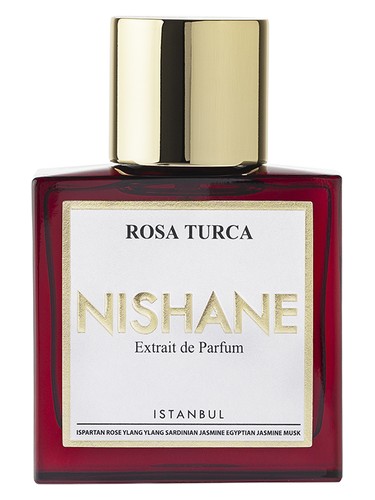 ROSA TURCA
NISHANE
Extrait de Parfum
ISTANBUL
ISPARTAN ROSE YLANG YLANG SARDINIAN JASMINE EGYPTIAN JASMINE MUSK